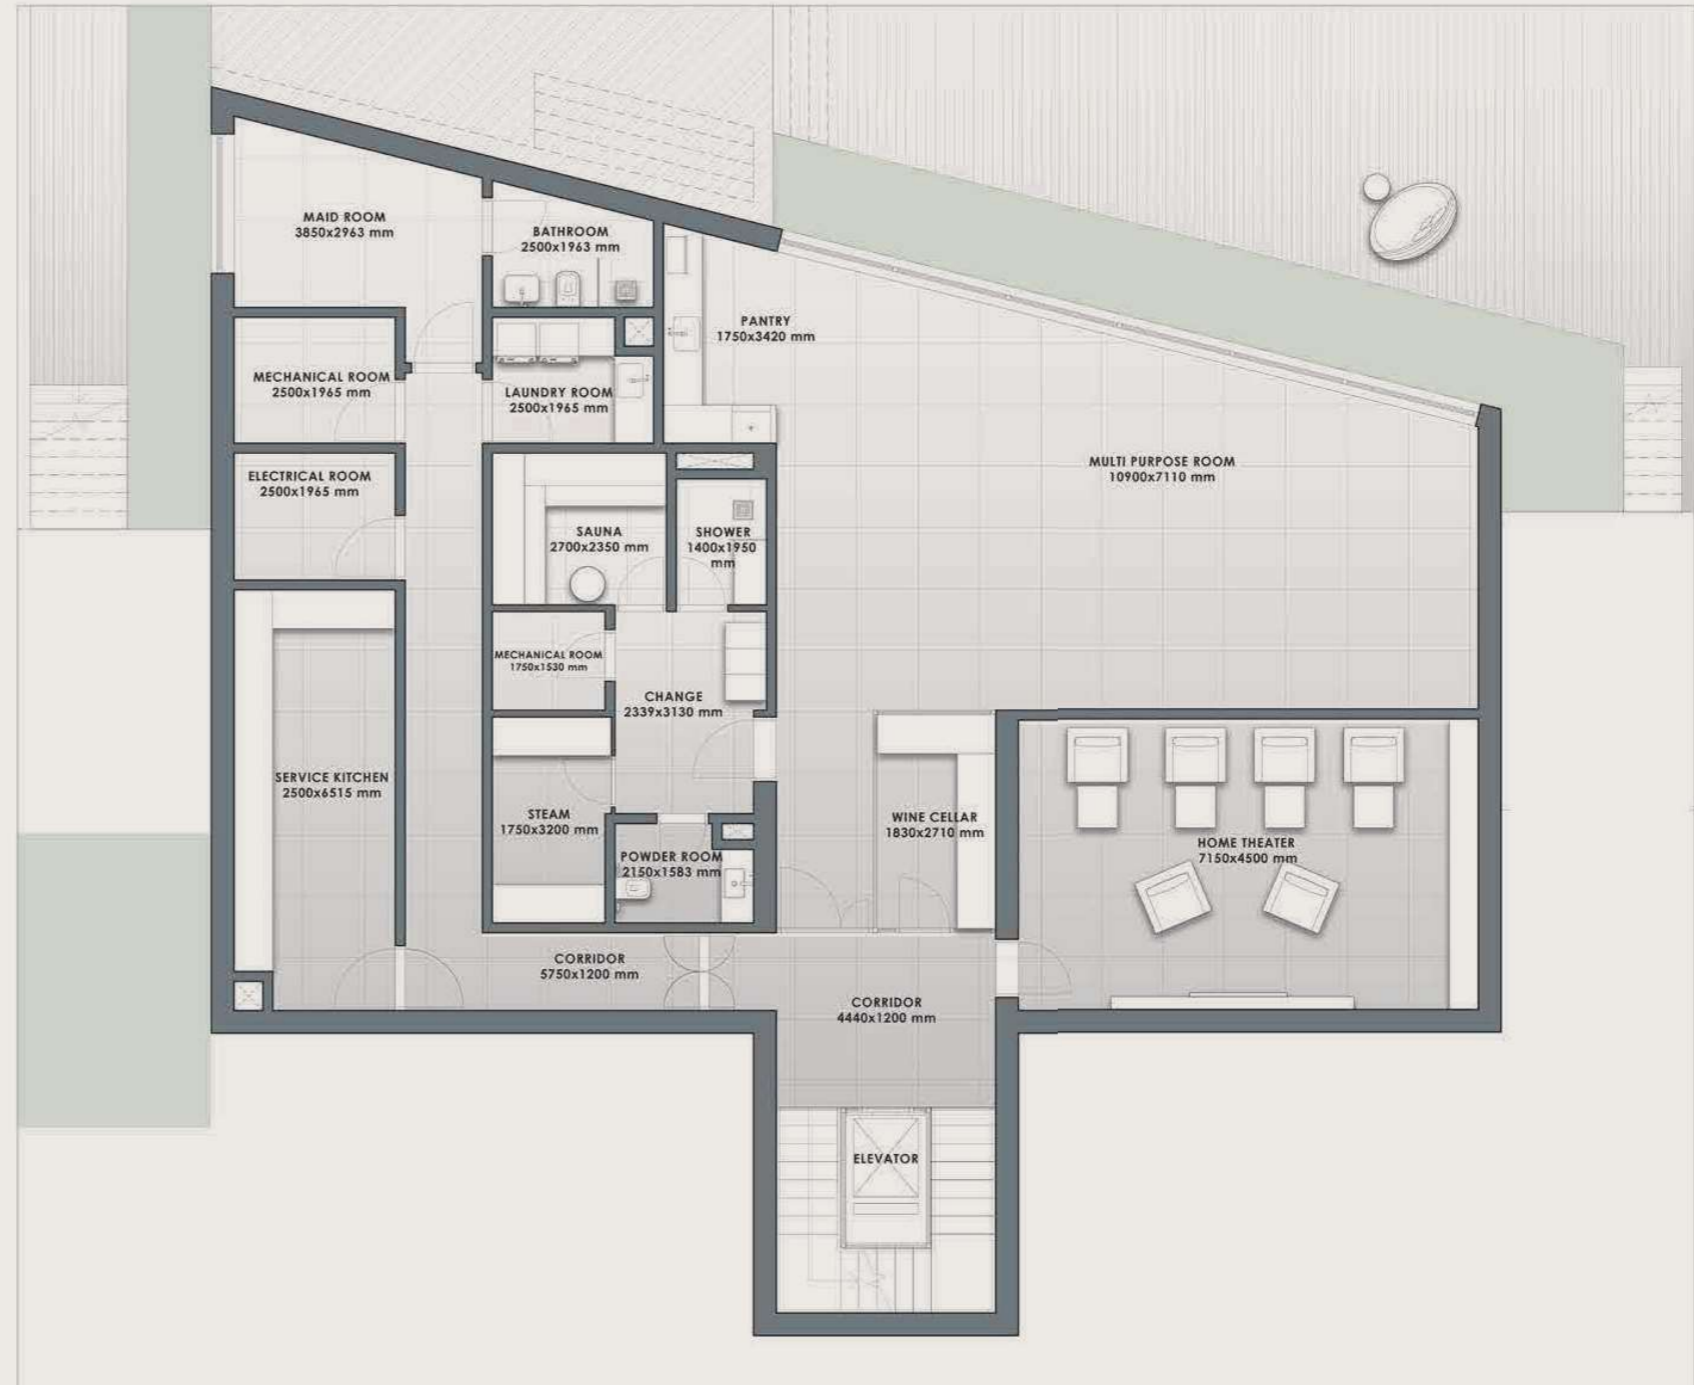 MAID ROOM
3850x2963 mm
BATHROOM
2500x1963 mm
PANTRY
1750x3420 mm
MECHANICAL ROOM
2500x1965 mm
LAUNDRY ROOM
2500x1965 mm
MULTI PURPOSE ROOM
10900x7110 mm
ELECTRICAL ROOM
2500x1965 mm
SAUNA
2700x2350 mm
SHOWER
1400x1950
mm
MECHANICAL ROOM
1750x1530 mm
CHANGE
2339x3130 mm
SERVICE KITCHEN
2500x6515 mm
STEAM
1750x3200 mm
WINE CELLAR
1830x2710 mm
HOME THEATER
7150x4500 mm
POWDER ROOM
2150x1583 mm
CORRIDOR
5750x1200 mm
CORRIDOR
4440x1200 mm
ELEVATOR